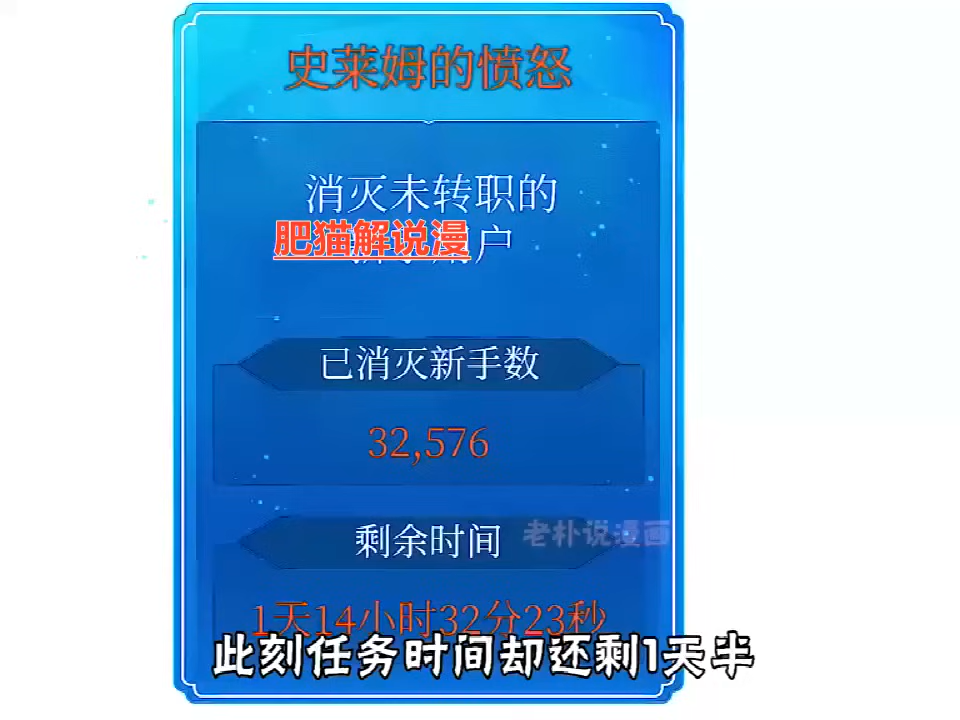 史莱姆的愤怒
消灭未转职的
肥猫解说漫
户
已消灭新手数
32,576
剩余时间
老朴说漫画
1天14小时32分23秒
此刻任务时间却还剩1天半